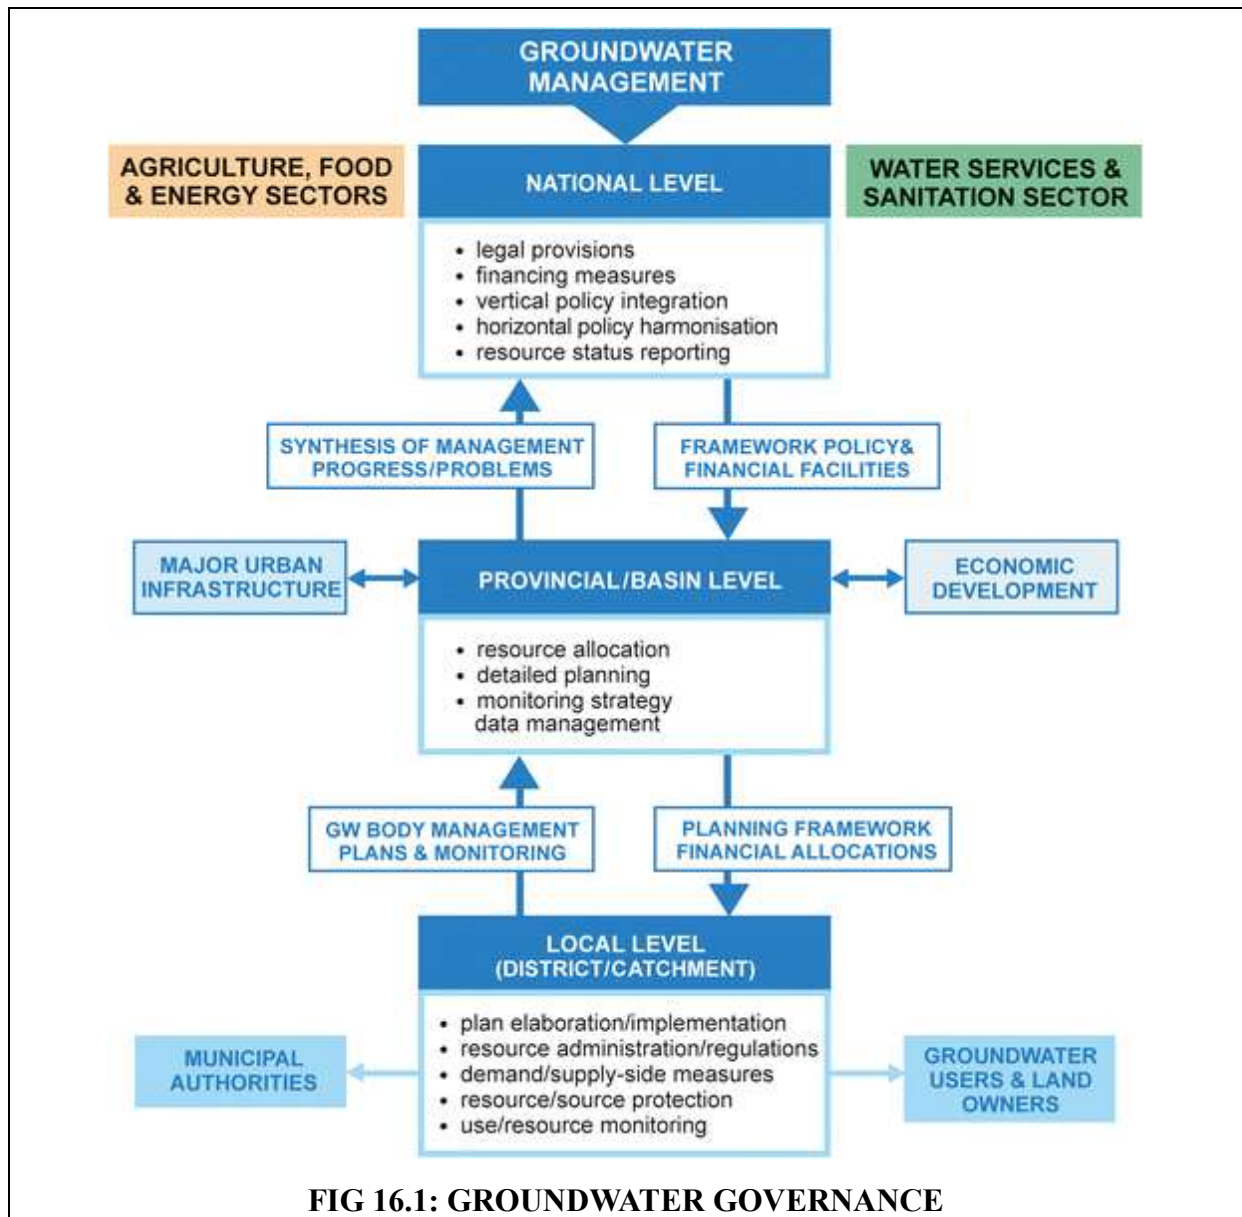 GROUNDWATER
MANAGEMENT
AGRICULTURE, FOOD
& ENERGY SECTORS
NATIONAL LEVEL
WATER SERVICES &
SANITATION SECTOR
• legal provisions
• financing measures
• vertical policy integration
• horizontal policy harmonisation
• resource status reporting
SYNTHESIS OF MANAGEMENT
PROGRESS/PROBLEMS
FRAMEWORK POLICY&
FINANCIAL FACILITIES
MAJOR URBAN
INFRASTRUCTURE
PROVINCIAL/BASIN LEVEL
ECONOMIC
DEVELOPMENT
• resource allocation
• detailed planning
• monitoring strategy
data management
GW BODY MANAGEMENT
PLANS & MONITORING
PLANNING FRAMEWORK
FINANCIAL ALLOCATIONS
LOCAL LEVEL
(DISTRICT/CATCHMENT)
• plan elaboration/implementation
• resource administration/regulations
• demand/supply-side measures
• resource/source protection
• use/resource monitoring
MUNICIPAL
AUTHORITIES
GROUNDWATER
USERS & LAND
OWNERS
FIG 16.1: GROUNDWATER GOVERNANCE